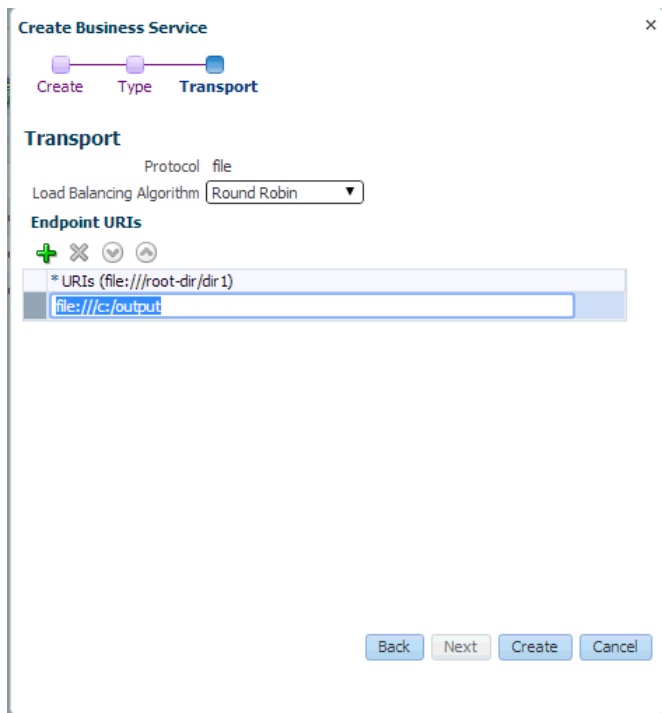 Create Business Service ×
Create Type Transport
Transport
Protocol file
Load Balancing Algorithm Round Robin
Endpoint URIs
* URIs (file:///root-dir/dir1)
file:///c:/output
Back Next Create Cancel